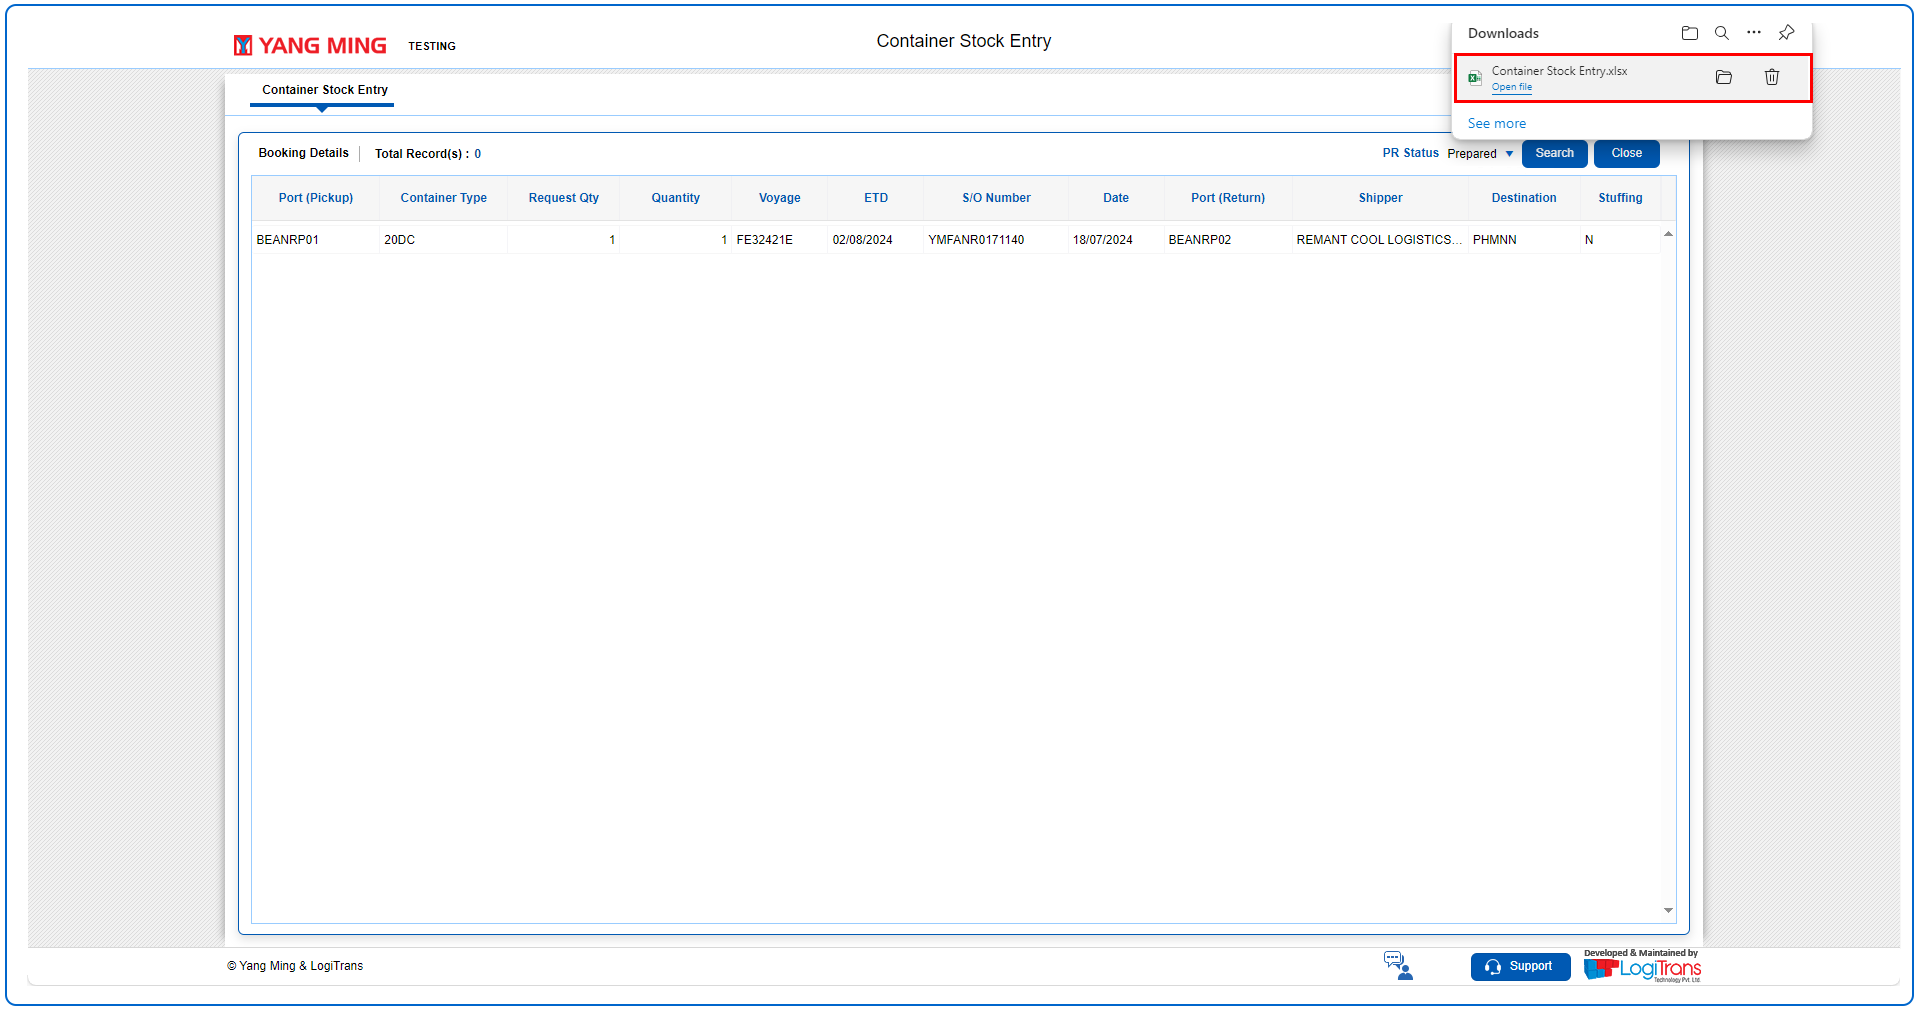 YANG MING TESTING
Container Stock Entry
Downloads
Container Stock Entry.xlsx
Open file
See more
Container Stock Entry
Booking Details
Total Record(s) : 0
PR Status Prepared
Search
Close
Port (Pickup) Container Type Request Qty Quantity Voyage ETD S/O Number Date Port (Return) Shipper Destination Stuffing
BEANRP01 20DC 1 1 FE32421E 02/08/2024 YMFANR0171140 18/07/2024 BEANRP02 REMANT COOL LOGISTICS... PHMNN N
© Yang Ming & LogiTrans
Support
Developed & Maintained by
LogiTrans
Technology Pvt. Ltd.